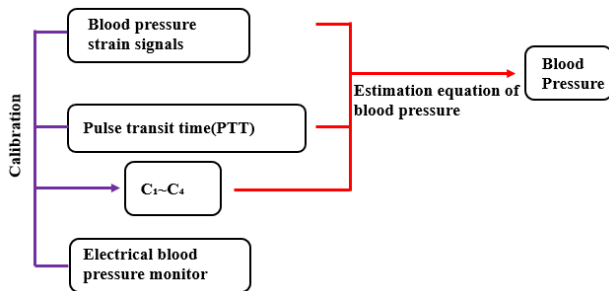 Blood pressure
strain signals
Blood
Pressure
Estimation equation of
blood pressure
Pulse transit time(PTT)
Calibration
C₁~C₄
Electrical blood
pressure monitor